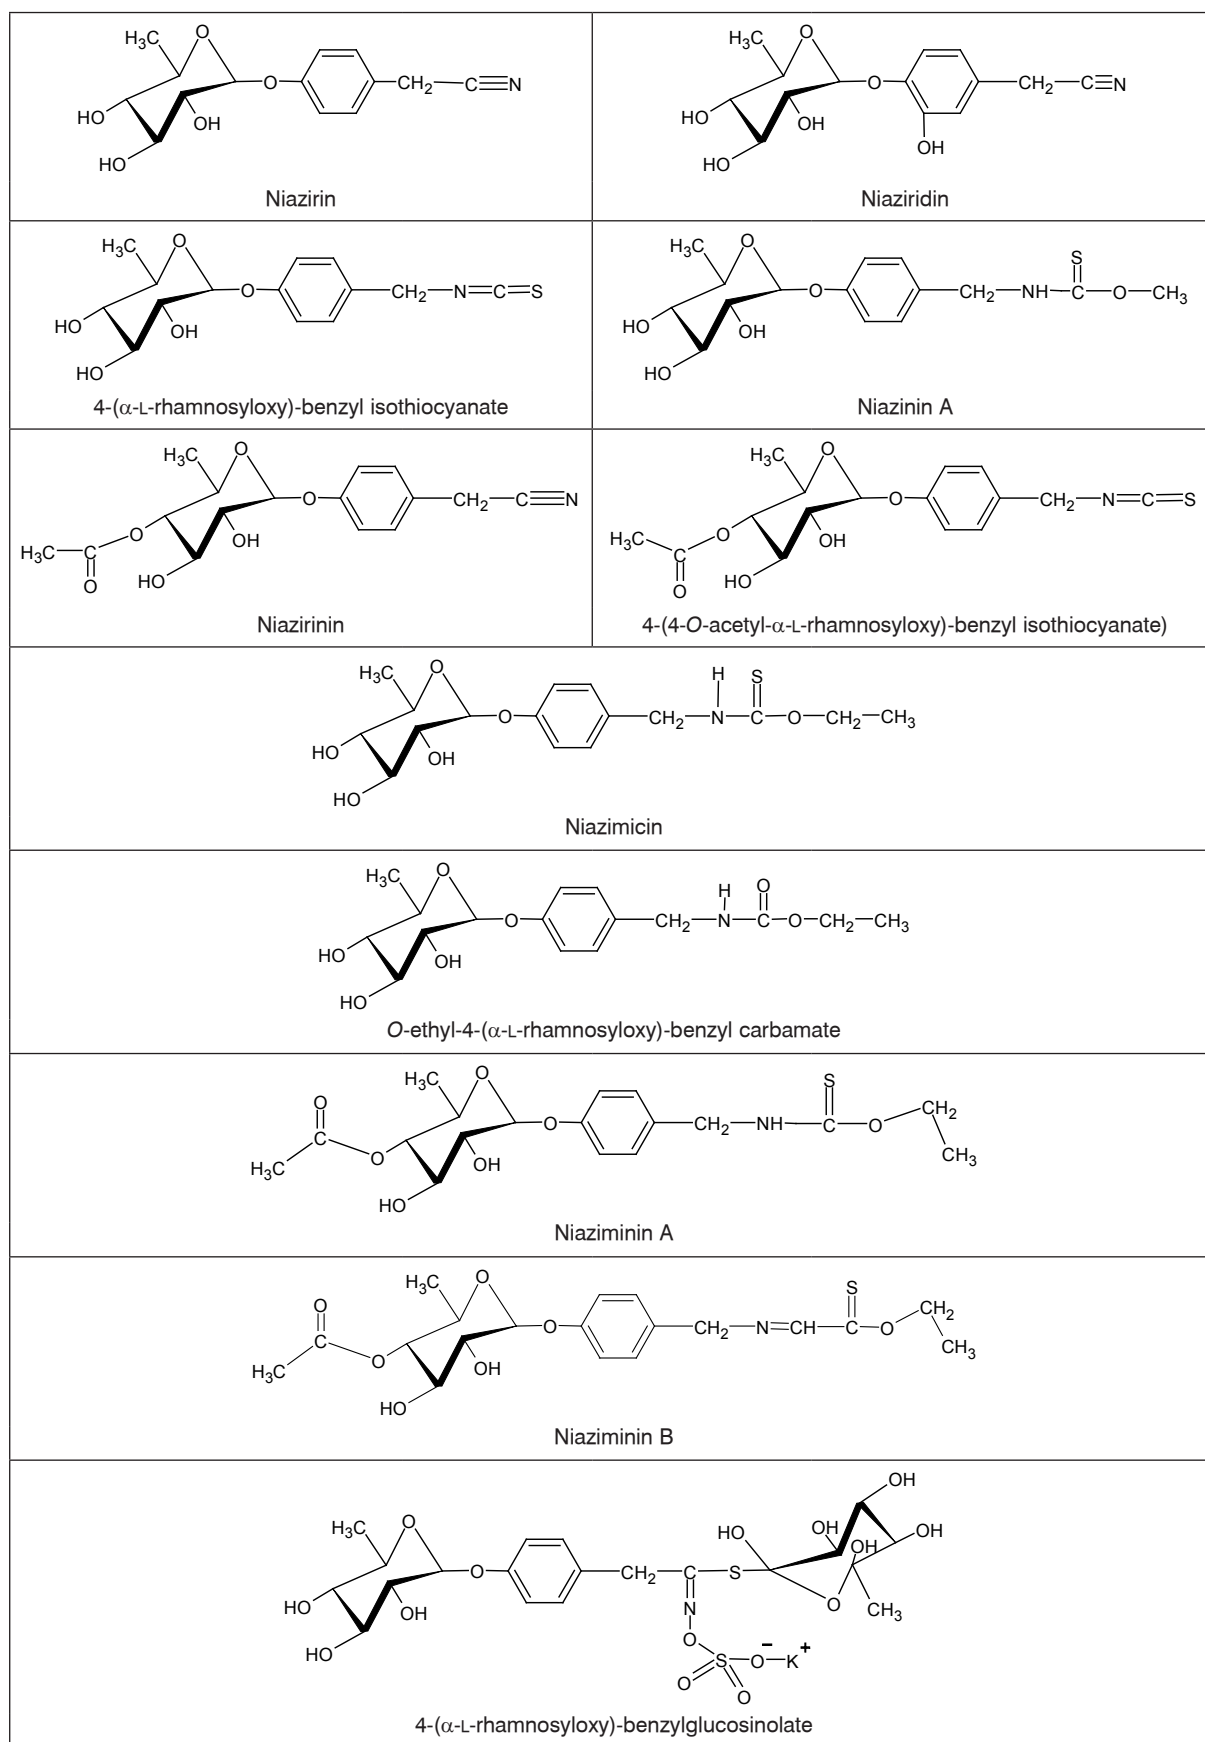 H₃C O O CH₂ C N HO OH HO
Niazirin
H₃C O O CH₂ C N HO OH HO OH
Niaziridin
H₃C O O CH₂ N C S HO OH HO
4-(α-L-rhamnosyloxy)-benzyl isothiocyanate
H₃C O O CH₂ NH C S O CH₃ HO OH HO
Niazinin A
H₃C O O CH₂ C N O OH H₃C C O HO
Niazirinin
H₃C O O CH₂ N C S O OH H₃C C O HO
4-(4-O-acetyl-α-L-rhamnosyloxy)-benzyl isothiocyanate)
H₃C O O CH₂ H N S C O CH₂ CH₃ HO OH HO
Niazimicin
H₃C O O CH₂ H N O C O CH₂ CH₃ HO OH HO
O-ethyl-4-(α-L-rhamnosyloxy)-benzyl carbamate
O C H₃C O H₃C O O CH₂ NH S C O CH₂ CH₃ OH HO
Niaziminin A
O C H₃C O H₃C O O CH₂ N CH S C O CH₂ CH₃ OH HO
Niaziminin B
H₃C O O CH₂ C S HO OH OH OH OH O CH₃ HO OH HO N O S O⁻ K⁺ O O
4-(α-L-rhamnosyloxy)-benzylglucosinolate